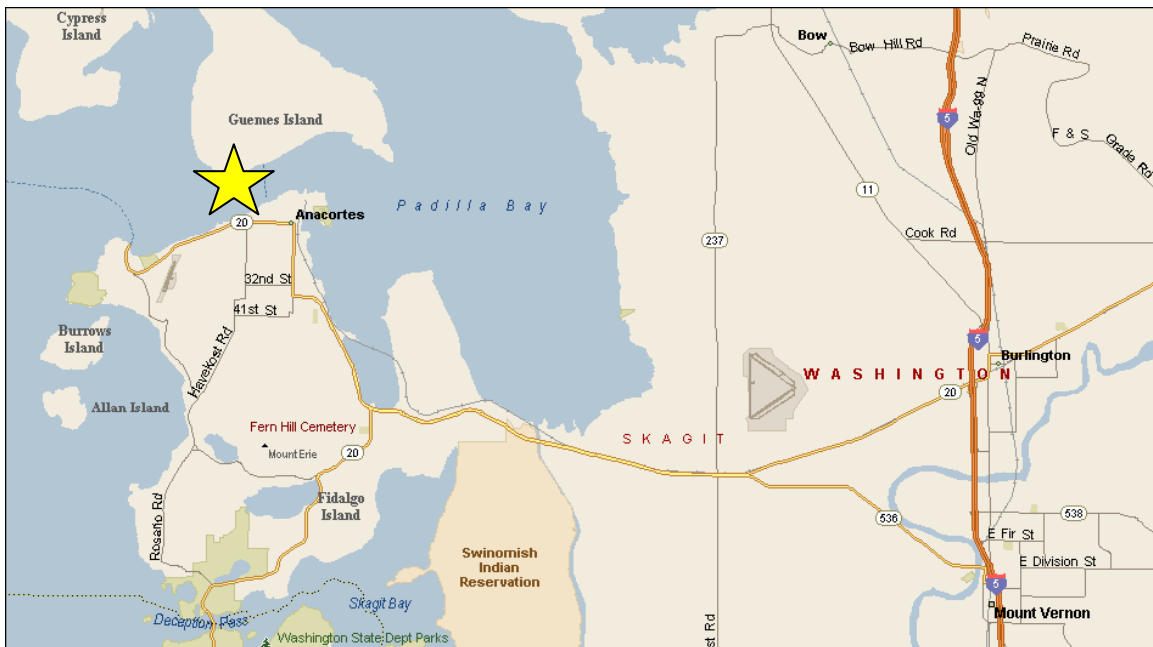 Cypress
Island
Bow
Bow Hill Rd
Prairie Rd
Guemes Island
5
Old Wa-99 N
F & S
Grade Rd
11
Padilla Bay
Anacortes
20
237
Cook Rd
32nd St
41st St
Burrows
Island
Havekost Rd
5
Burlington
WASHINGTON
20
Allan Island
Fern Hill Cemetery
SKAGIT
Mount Erie
20
Fidalgo
Island
Rosario Rd
536
538
E Fir St
Swinomish
Indian
Reservation
E Division St
5
Skagit Bay
Mount Vernon
Deception Pass
Washington State Dept Parks
st Rd